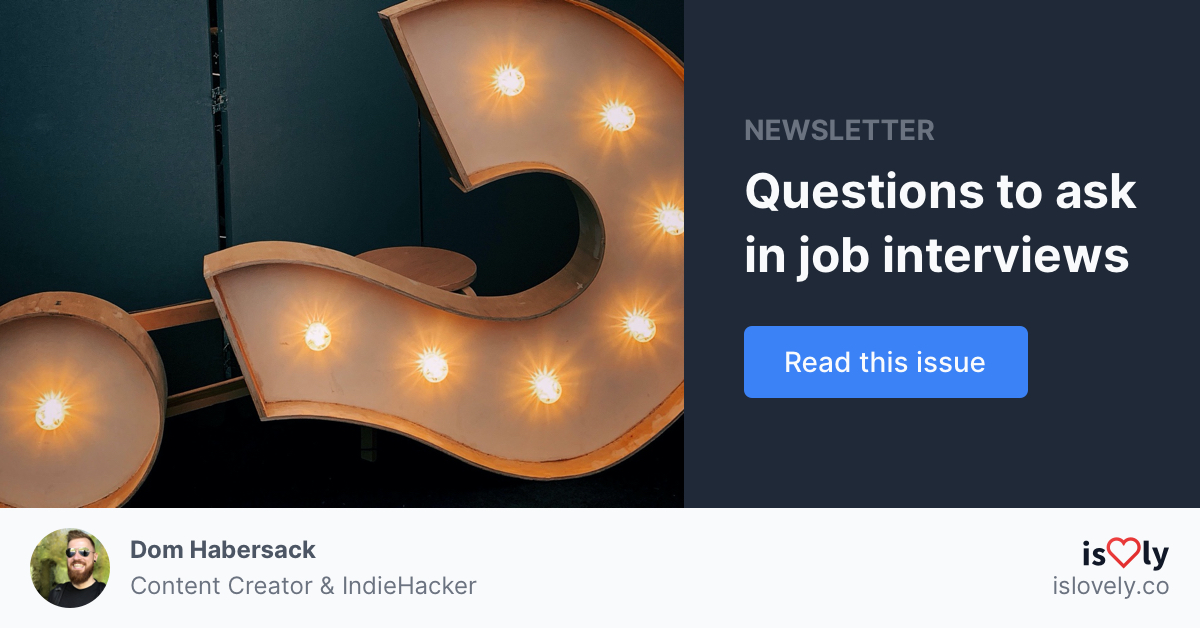 NEWSLETTER
Questions to ask
in job interviews
Read this issue
Dom Habersack
Content Creator & IndieHacker
is♡ly
islovely.co